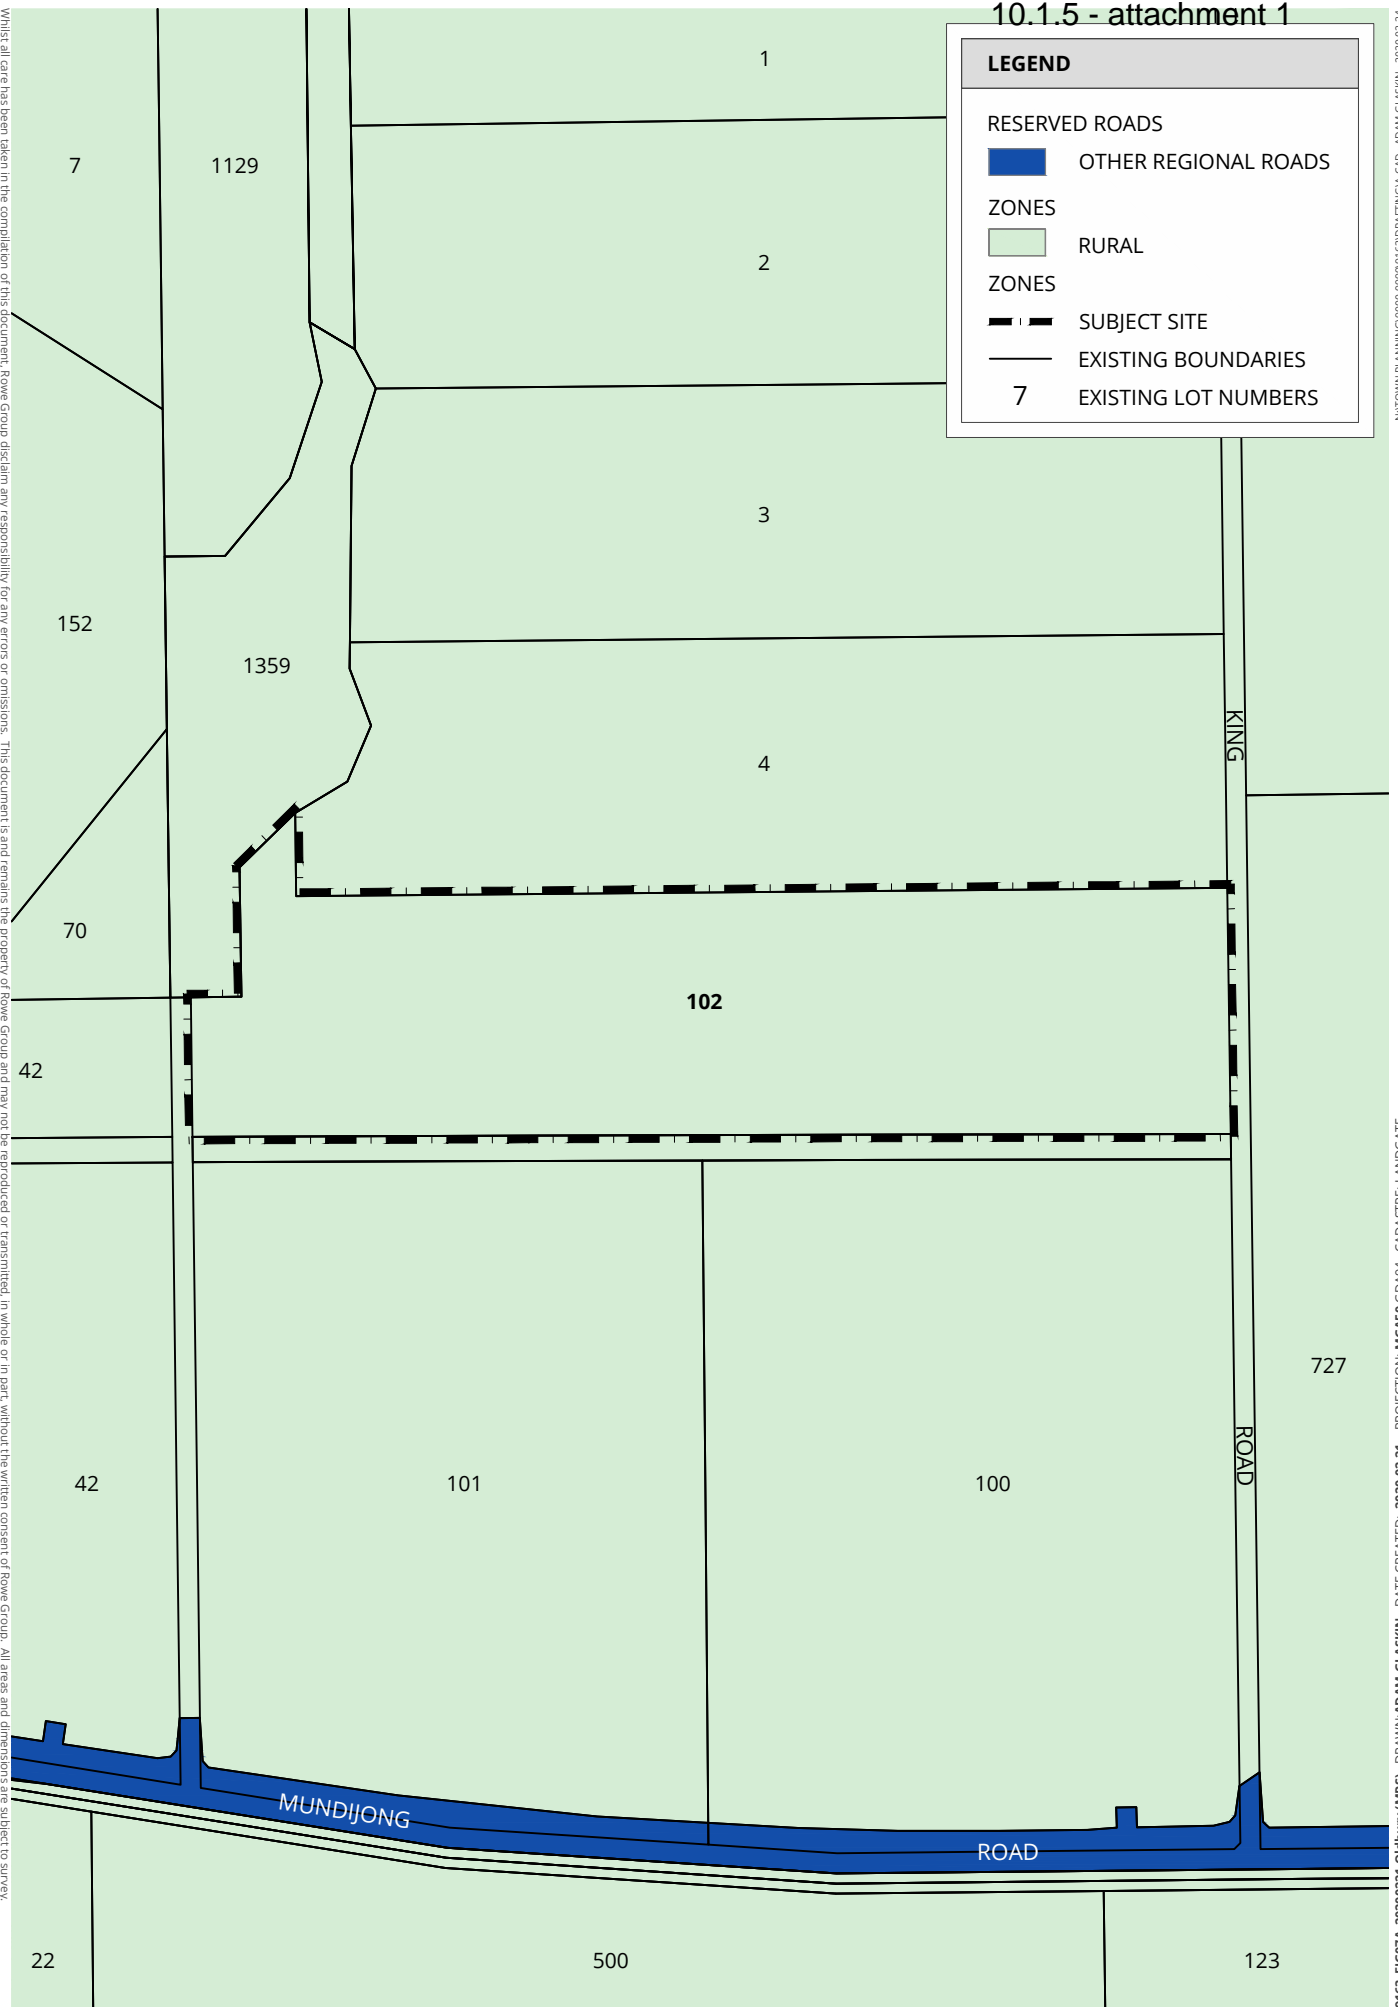 10.1.5 - attachment 1
LEGEND
RESERVED ROADS
OTHER REGIONAL ROADS
ZONES
RURAL
ZONES
SUBJECT SITE
EXISTING BOUNDARIES
7 EXISTING LOT NUMBERS
1
7
1129
2
3
152
1359
KING
4
70
102
42
727
ROAD
42
101
100
MUNDIJONG
ROAD
22
500
123
Whilst all care has been taken in the compilation of this document, Rowe Group disclaim any responsibility for any errors or omissions. This document is and remains the property of Rowe Group and may not be reproduced or transmitted, in whole or in part, without the written consent of Rowe Group. All areas and dimensions are subject to survey.